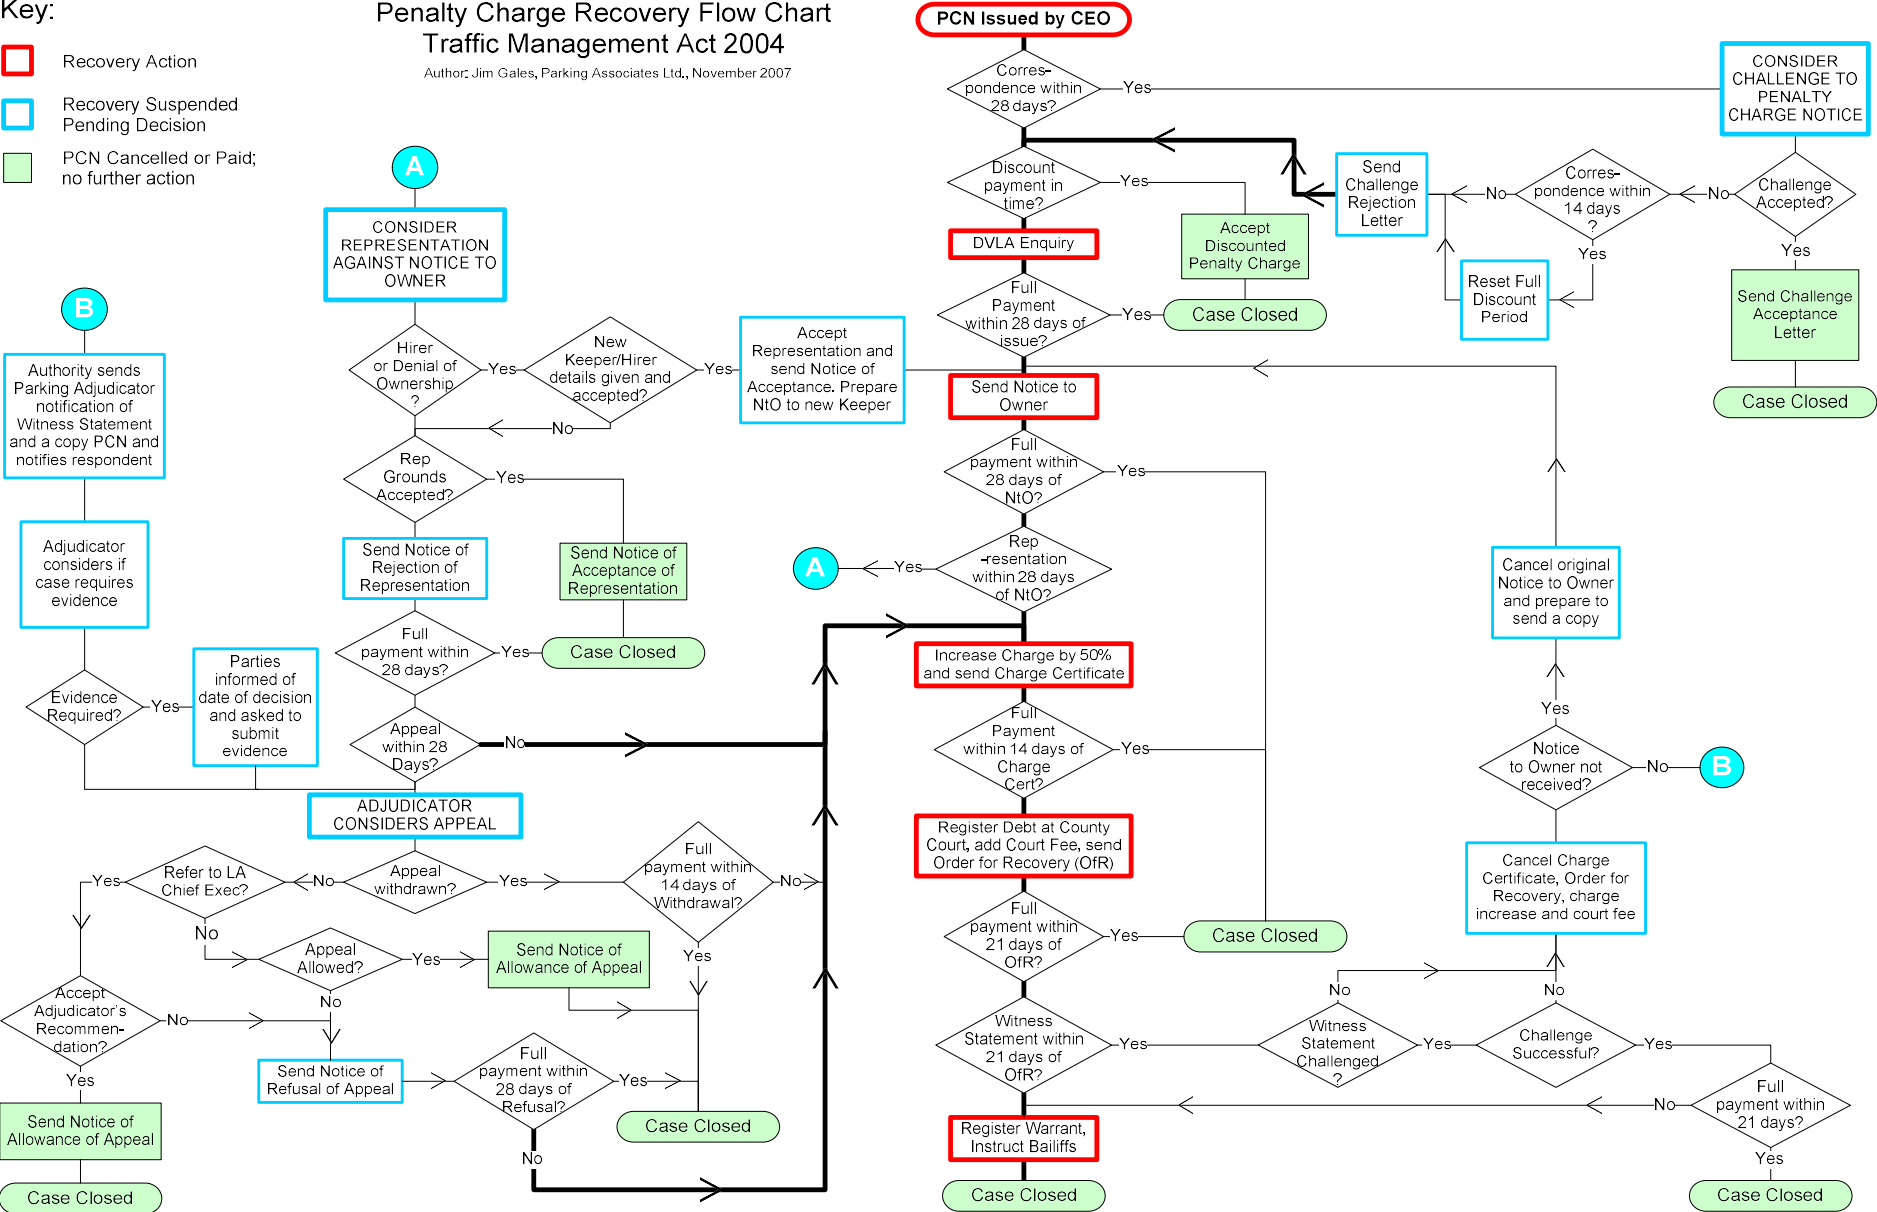 Key:
Recovery Action
Recovery Suspended
Pending Decision
PCN Cancelled or Paid;
no further action
Penalty Charge Recovery Flow Chart
Traffic Management Act 2004
Author: Jim Gales, Parking Associates Ltd., November 2007
PCN Issued by CEO
Corres-
pondence within
28 days?
Yes
CONSIDER
CHALLENGE TO
PENALTY
CHARGE NOTICE
Challenge
Accepted?
No
Corres-
pondence within
14 days
?
No
Send
Challenge
Rejection
Letter
Yes
Reset Full
Discount
Period
Yes
Send Challenge
Acceptance
Letter
Case Closed
Discount
payment in
time?
Yes
Accept
Discounted
Penalty Charge
Case Closed
DVLA Enquiry
Full
Payment
within 28 days of
issue?
Yes
Send Notice to
Owner
Full
payment within
28 days of
NtO?
Yes
Rep
-resentation
within 28 days
of NtO?
Yes
A
Increase Charge by 50%
and send Charge Certificate
Full
Payment
within 14 days of
Charge
Cert?
Yes
Register Debt at County
Court, add Court Fee, send
Order for Recovery (OfR)
Full
payment within
21 days of
OfR?
Yes
Case Closed
Witness
Statement within
21 days of
OfR?
Yes
Witness
Statement
Challenged
?
No
Yes
Challenge
Successful?
No
Yes
Full
payment within
21 days?
No
Yes
Case Closed
Register Warrant,
Instruct Bailiffs
Case Closed
Cancel Charge
Certificate, Order for
Recovery, charge
increase and court fee
Notice
to Owner not
received?
No
B
Yes
Cancel original
Notice to Owner
and prepare to
send a copy
A
CONSIDER
REPRESENTATION
AGAINST NOTICE TO
OWNER
Hirer
or Denial of
Ownership
?
Yes
New
Keeper/Hirer
details given and
accepted?
Yes
Accept
Representation and
send Notice of
Acceptance. Prepare
NtO to new Keeper
No
Rep
Grounds
Accepted?
Yes
Send Notice of
Acceptance of
Representation
Case Closed
Send Notice of
Rejection of
Representation
Full
payment within
28 days?
Yes
Appeal
within 28
Days?
No
B
Authority sends
Parking Adjudicator
notification of
Witness Statement
and a copy PCN and
notifies respondent
Adjudicator
considers if
case requires
evidence
Evidence
Required?
Yes
Parties
informed of
date of decision
and asked to
submit
evidence
ADJUDICATOR
CONSIDERS APPEAL
Appeal
withdrawn?
Yes
Full
payment within
14 days of
Withdrawal?
No
Yes
No
Refer to LA
Chief Exec?
Yes
No
Appeal
Allowed?
Yes
Send Notice of
Allowance of Appeal
No
Accept
Adjudicator's
Recommen-
dation?
No
Yes
Send Notice of
Allowance of Appeal
Case Closed
Send Notice of
Refusal of Appeal
Full
payment within
28 days of
Refusal?
Yes
Case Closed
No